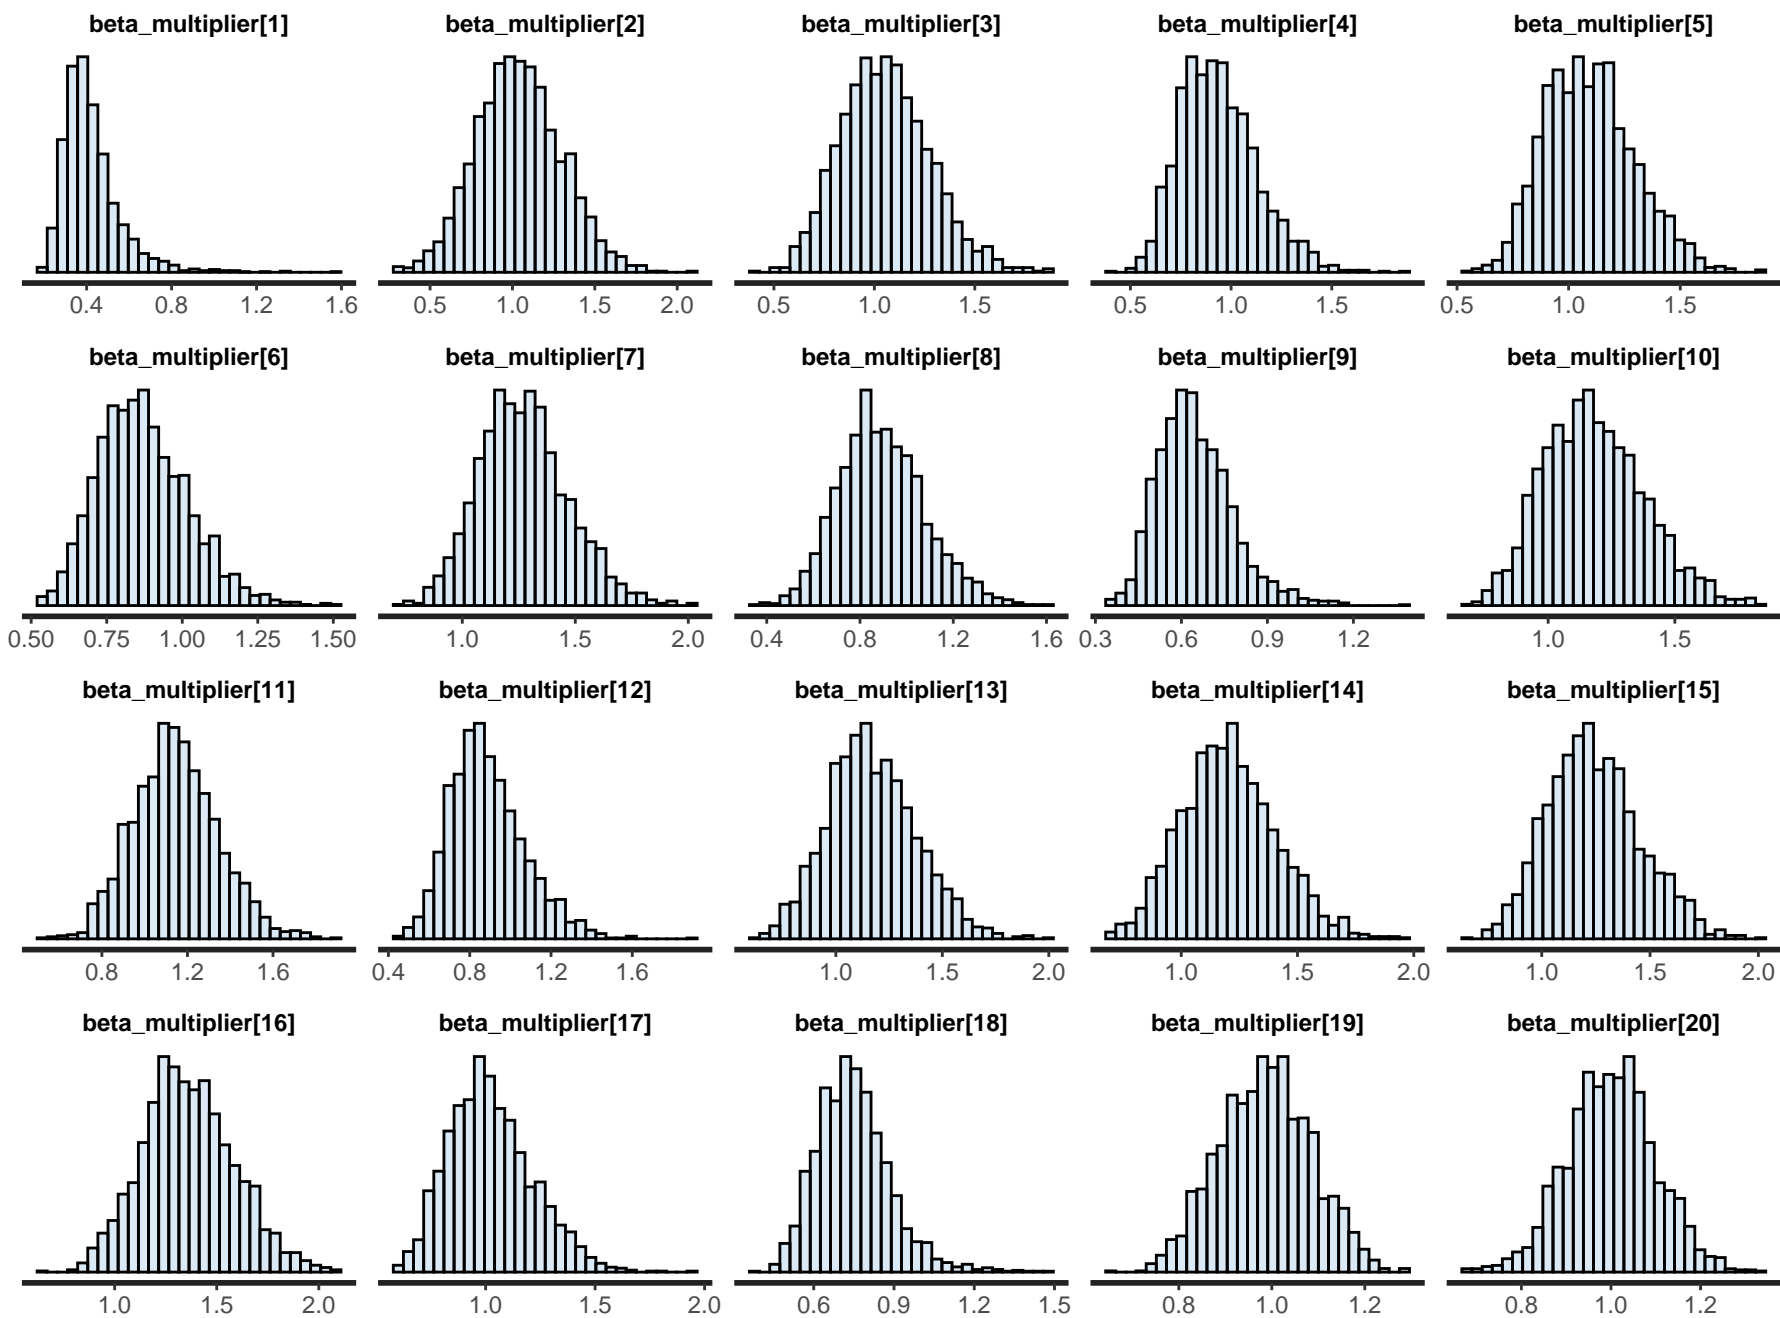 beta_multiplier[1] beta_multiplier[2] beta_multiplier[3] beta_multiplier[4] beta_multiplier[5]
0.4 0.8 1.2 1.6 0.5 1.0 1.5 2.0 0.5 1.0 1.5 0.5 1.0 1.5 0.5 1.0 1.5
beta_multiplier[6] beta_multiplier[7] beta_multiplier[8] beta_multiplier[9] beta_multiplier[10]
0.50 0.75 1.00 1.25 1.50 1.0 1.5 2.0 0.4 0.8 1.2 1.6 0.3 0.6 0.9 1.2 1.0 1.5
beta_multiplier[11] beta_multiplier[12] beta_multiplier[13] beta_multiplier[14] beta_multiplier[15]
0.8 1.2 1.6 0.4 0.8 1.2 1.6 1.0 1.5 2.0 1.0 1.5 2.0 1.0 1.5 2.0
beta_multiplier[16] beta_multiplier[17] beta_multiplier[18] beta_multiplier[19] beta_multiplier[20]
1.0 1.5 2.0 1.0 1.5 2.0 0.6 0.9 1.2 1.5 0.8 1.0 1.2 0.8 1.0 1.2